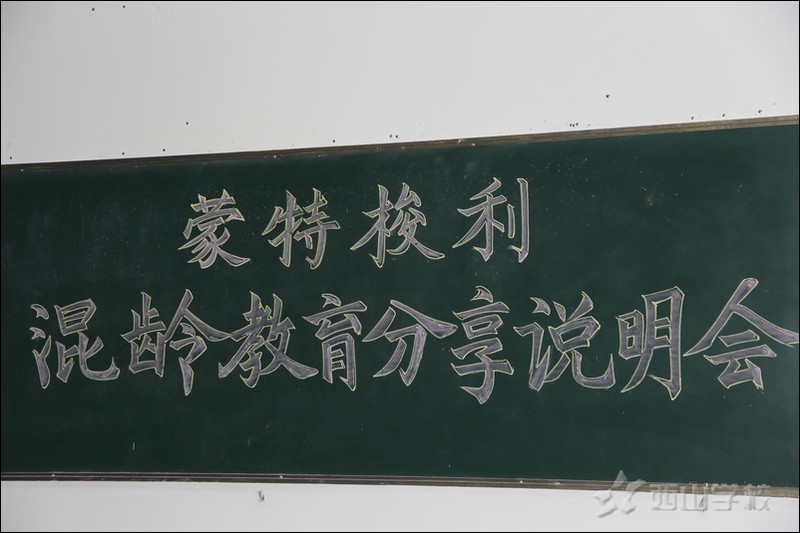 蒙特梭利
混龄教育分享说明会
西山学校